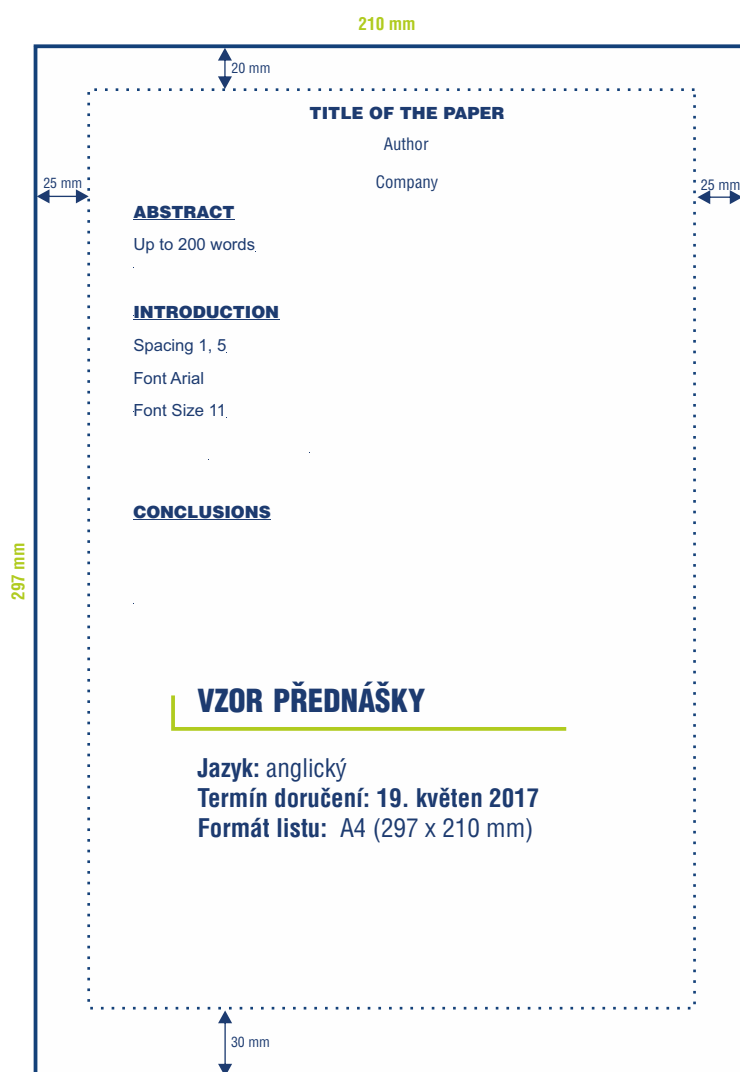 210 mm
20 mm
TITLE OF THE PAPER
Author
25 mm
Company
25 mm
ABSTRACT
Up to 200 words
INTRODUCTION
Spacing 1, 5
Font Arial
Font Size 11
CONCLUSIONS
297 mm
VZOR PŘEDNÁŠKY
Jazyk: anglický
Termín doručení: 19. květen 2017
Formát listu: A4 (297 x 210 mm)
30 mm